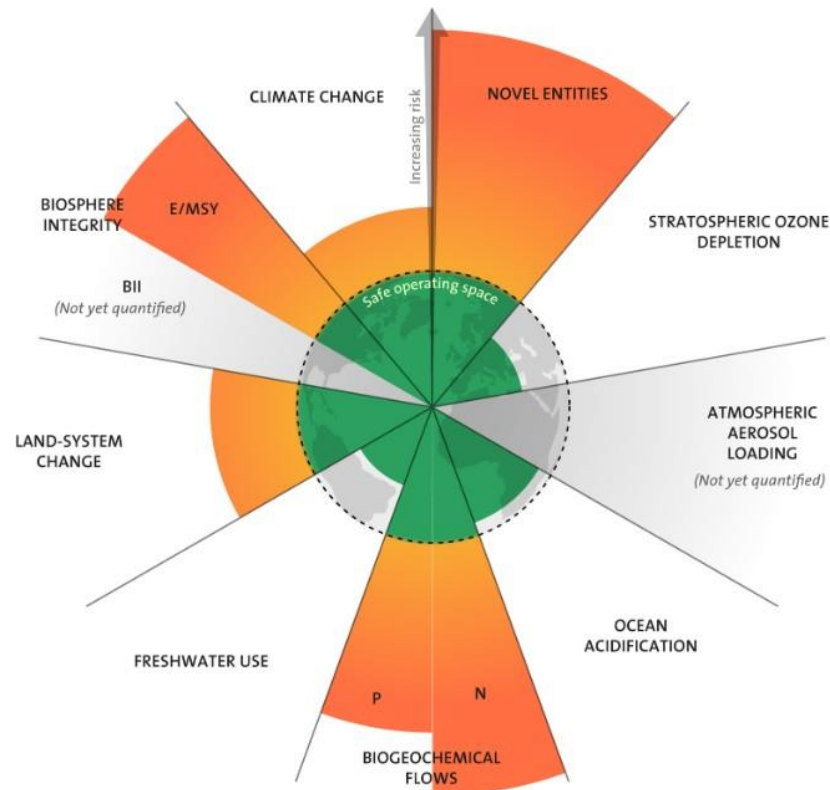 CLIMATE CHANGE
Increasing risk
NOVEL ENTITIES
BIOSPHERE
INTEGRITY
E/MSY
STRATOSPHERIC OZONE
DEPLETION
BII
(Not yet quantified)
Safe operating space
LAND-SYSTEM
CHANGE
ATMOSPHERIC
AEROSOL
LOADING
(Not yet quantified)
FRESHWATER USE
OCEAN
ACIDIFICATION
P
N
BIOGEOCHEMICAL
FLOWS